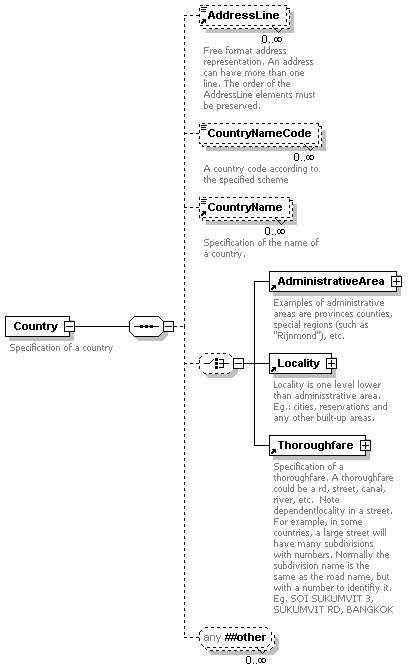 AddressLine
0..∞
Free format address
representation. An address
can have more than one
line. The order of the
AddressLine elements must
be preserved.
CountryNameCode
0..∞
A country code according to
the specified scheme
CountryName
0..∞
Specification of the name of
a country.
Country
Specification of a country
AdministrativeArea
Examples of administrative
areas are provinces counties,
special regions (such as
"Rijnmond"), etc.
Locality
Locality is one level lower
than adminisstrative area.
Eg.: cities, reservations and
any other built-up areas.
Thoroughfare
Specification of a
thoroughfare. A thoroughfare
could be a rd, street, canal,
river, etc.  Note
dependentlocality in a street.
For example, in some
countries, a large street will
have many subdivisions
with numbers. Normally the
subdivision name is the
same as the road name, but
with a number to identifiy it.
Eg. SOI SUKUMVIT 3,
SUKUMVIT RD, BANGKOK
any ##other
0..∞